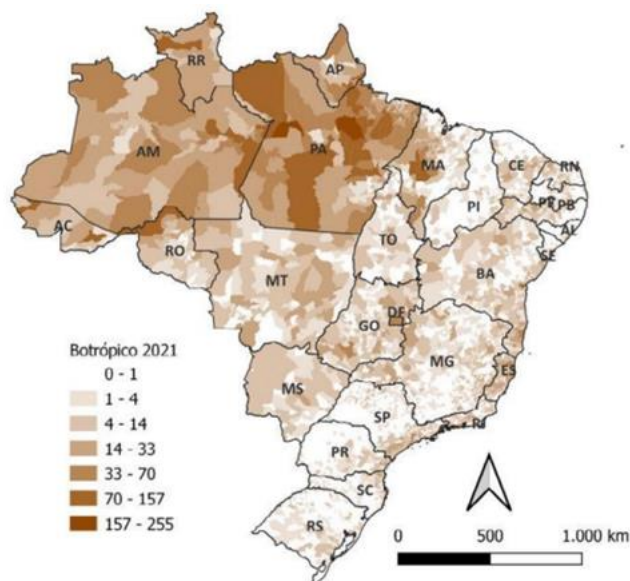 RR
AP
AM
PA
MA
CE
RN
PB
PI
AC
AL
SE
TO
RO
BA
MT
DF
GO
Botrópico 2021
MG
ES
0 - 1
1 - 4
MS
4 - 14
SP
RJ
14 - 33
33 - 70
PR
70 - 157
SC
157 - 255
RS
0 500 1.000 km